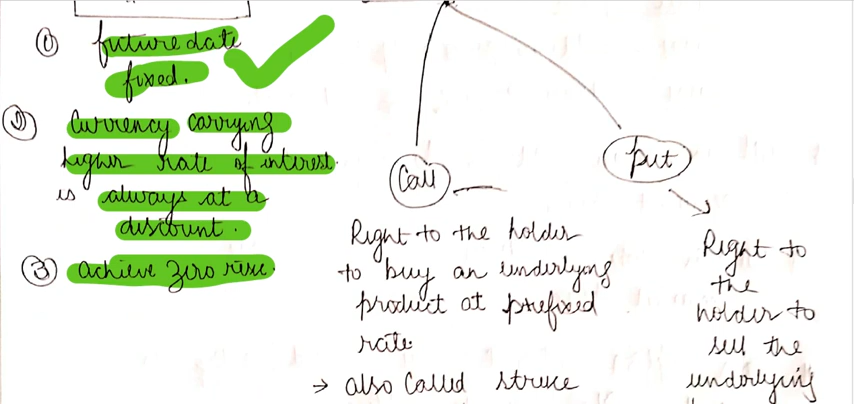 ① future date
fixed.
② Currency carrying
higher rate of interest
is always at a
discount.
③ achieve zero risk.
Call
Right to the holder
to buy an underlying
product at prefixed
rate
→ also called struke
put
Right to
the
holder to
sell the
underlying